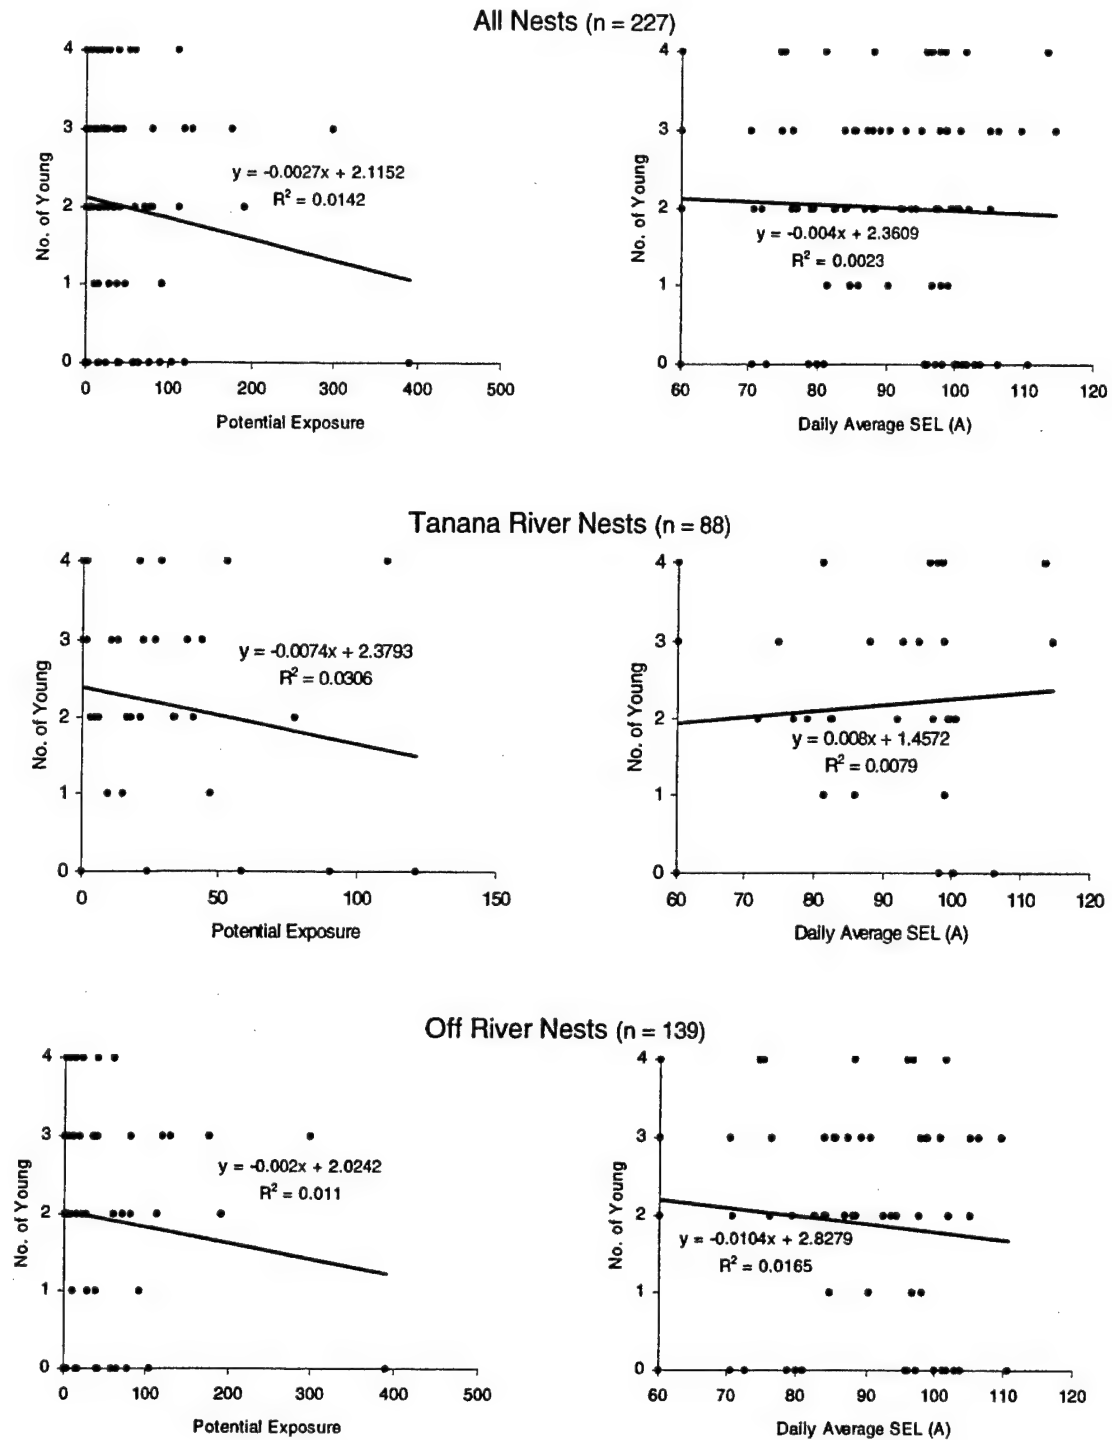 All Nests (n = 227)
4
3
2
1
0
No. of Young
y = -0.0027x + 2.1152
R² = 0.0142
0 100 200 300 400 500
Potential Exposure
4
3
2
1
0
No. of Young
y = -0.004x + 2.3609
R² = 0.0023
60 70 80 90 100 110 120
Daily Average SEL (A)
Tanana River Nests (n = 88)
4
3
2
1
0
No. of Young
y = -0.0074x + 2.3793
R² = 0.0306
0 50 100 150
Potential Exposure
4
3
2
1
0
No. of Young
y = 0.008x + 1.4572
R² = 0.0079
60 70 80 90 100 110 120
Daily Average SEL (A)
Off River Nests (n = 139)
4
3
2
1
0
No. of Young
y = -0.002x + 2.0242
R² = 0.011
0 100 200 300 400 500
Potential Exposure
4
3
2
1
0
No. of Young
y = -0.0104x + 2.8279
R² = 0.0165
60 70 80 90 100 110 120
Daily Average SEL (A)